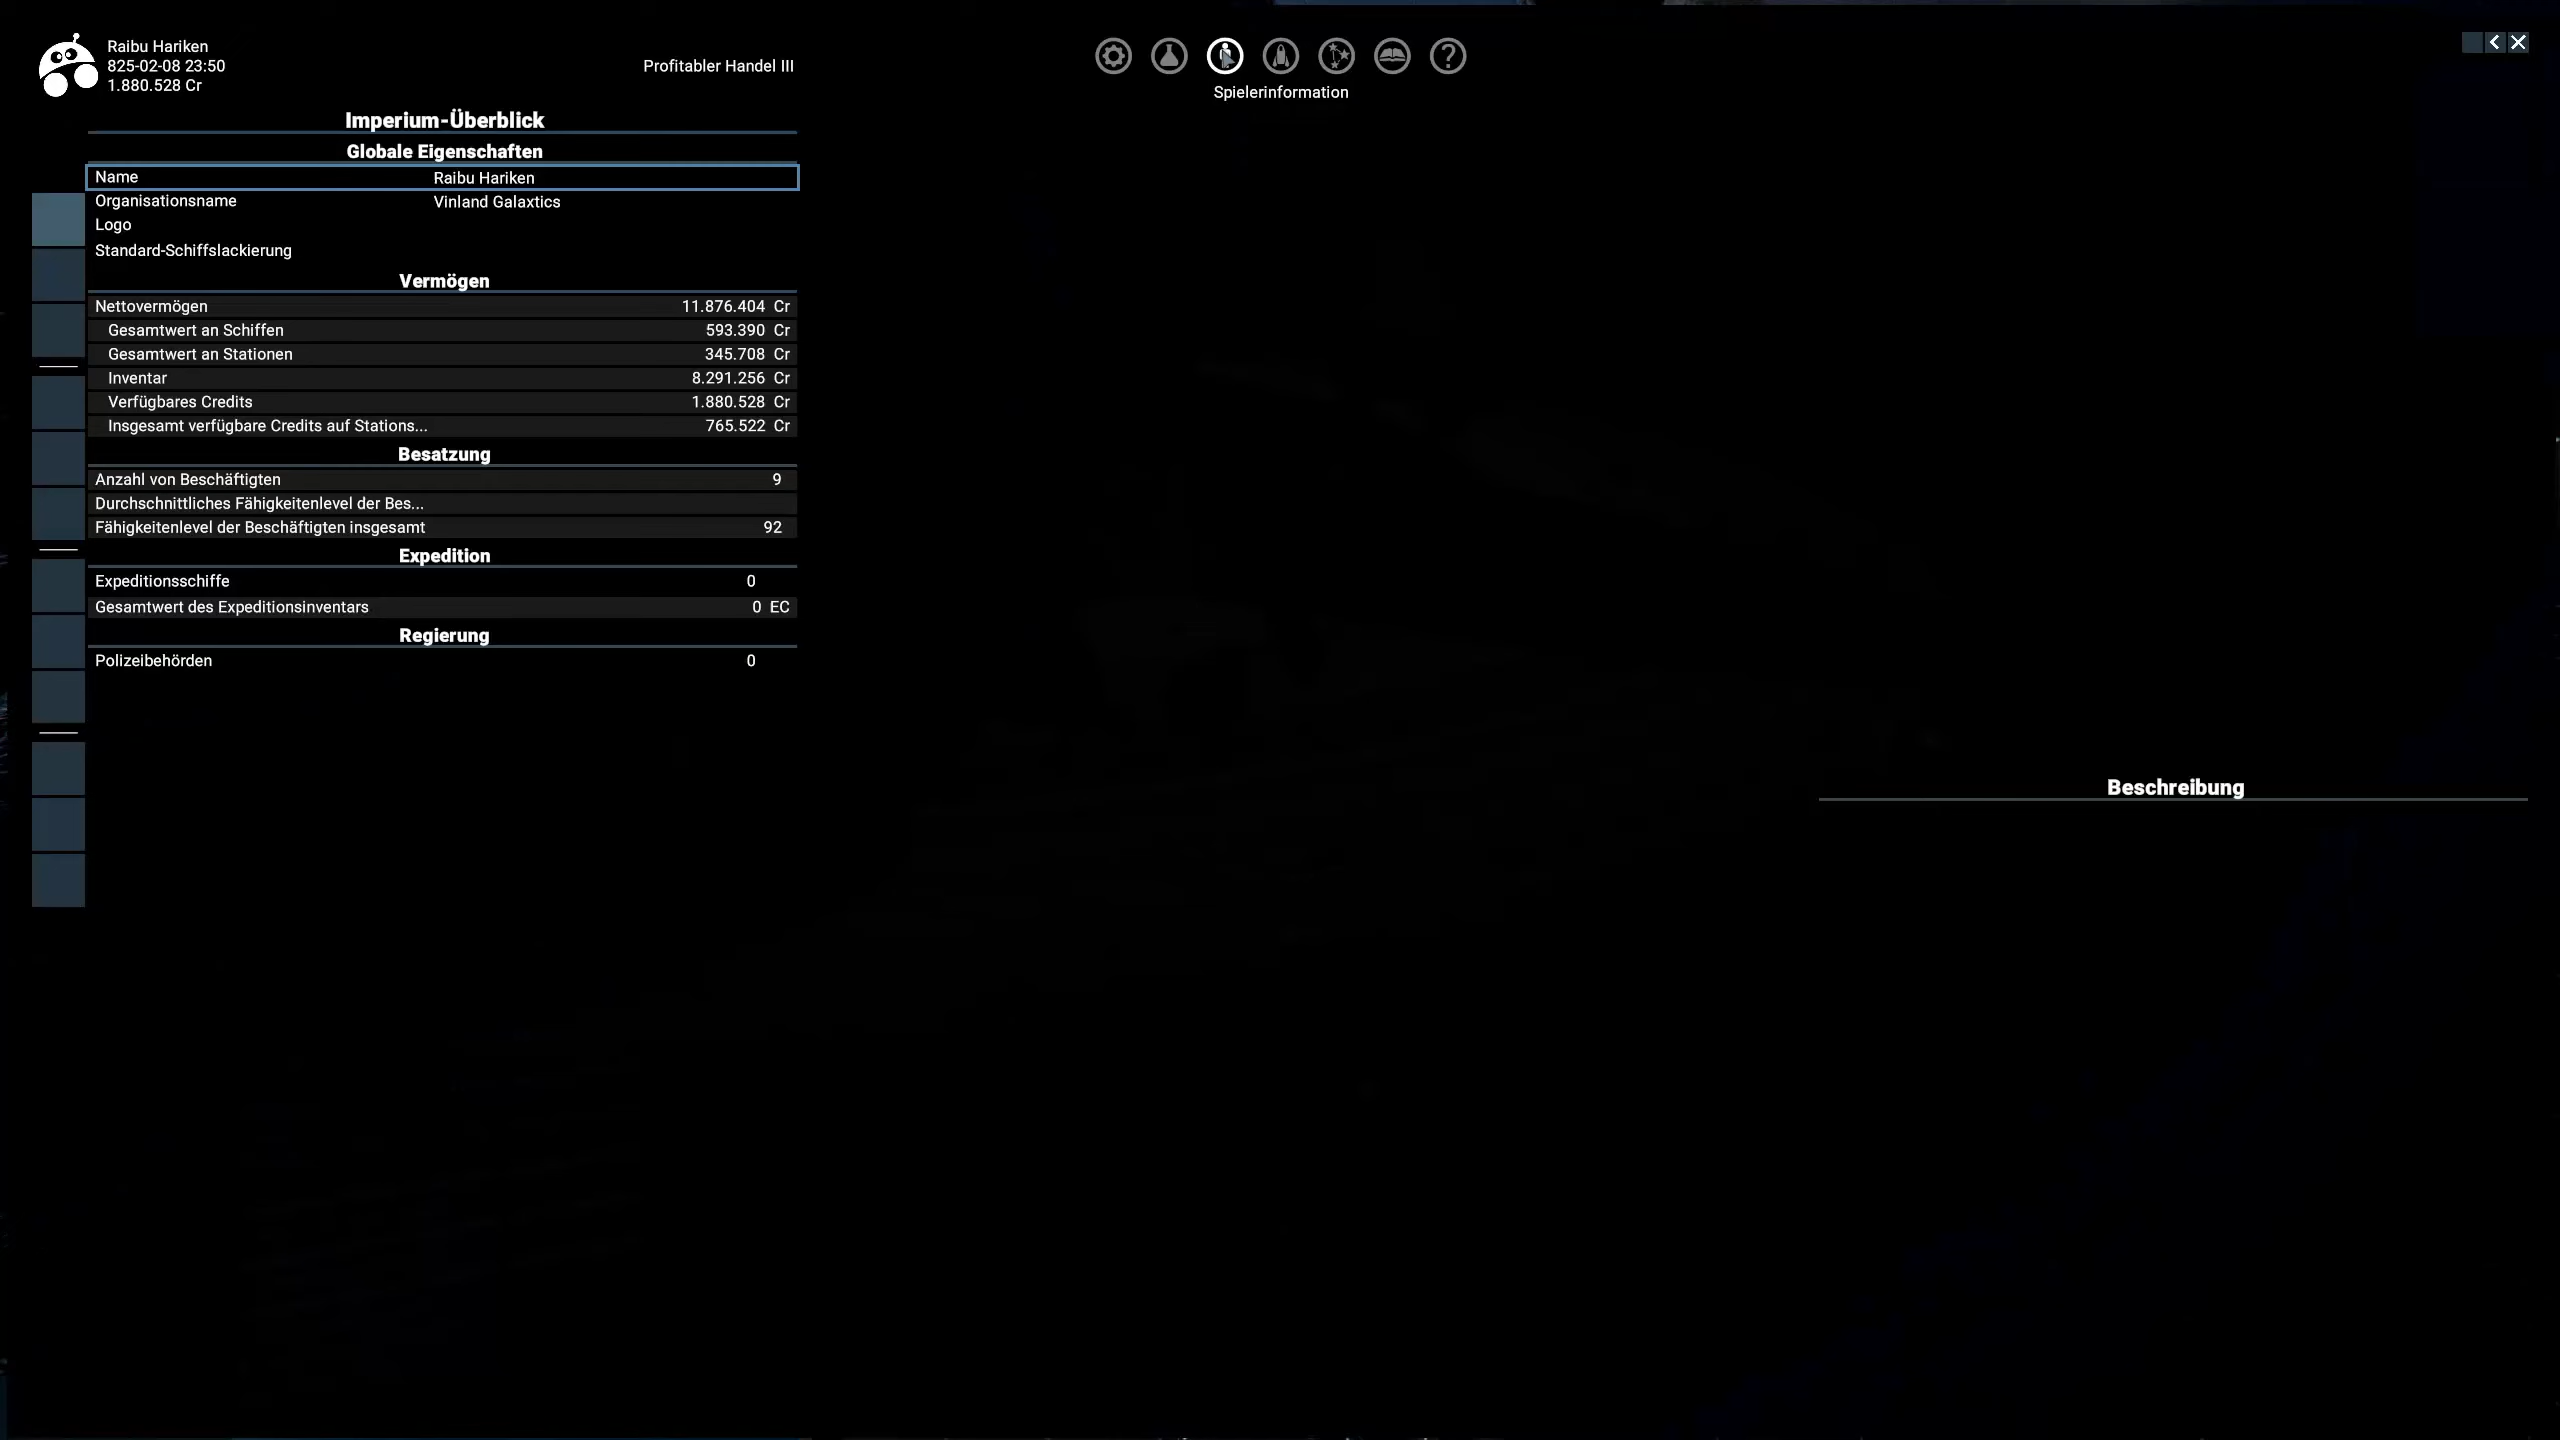 Raibu Hariken
825-02-08 23:50
1.880.528 Cr
Profitabler Handel III
Spielerinformation
Imperium-Überblick
Globale Eigenschaften
Name Raibu Hariken
Organisationsname Vinland Galaxtics
Logo
Standard-Schiffslackierung
Vermögen
Nettovermögen 11.876.404 Cr
Gesamtwert an Schiffen 593.390 Cr
Gesamtwert an Stationen 345.708 Cr
Inventar 8.291.256 Cr
Verfügbares Credits 1.880.528 Cr
Insgesamt verfügbare Credits auf Stations... 765.522 Cr
Besatzung
Anzahl von Beschäftigten 9
Durchschnittliches Fähigkeitenlevel der Bes...
Fähigkeitenlevel der Beschäftigten insgesamt 92
Expedition
Expeditionsschiffe 0
Gesamtwert des Expeditionsinventars 0 EC
Regierung
Polizeibehörden 0
Beschreibung